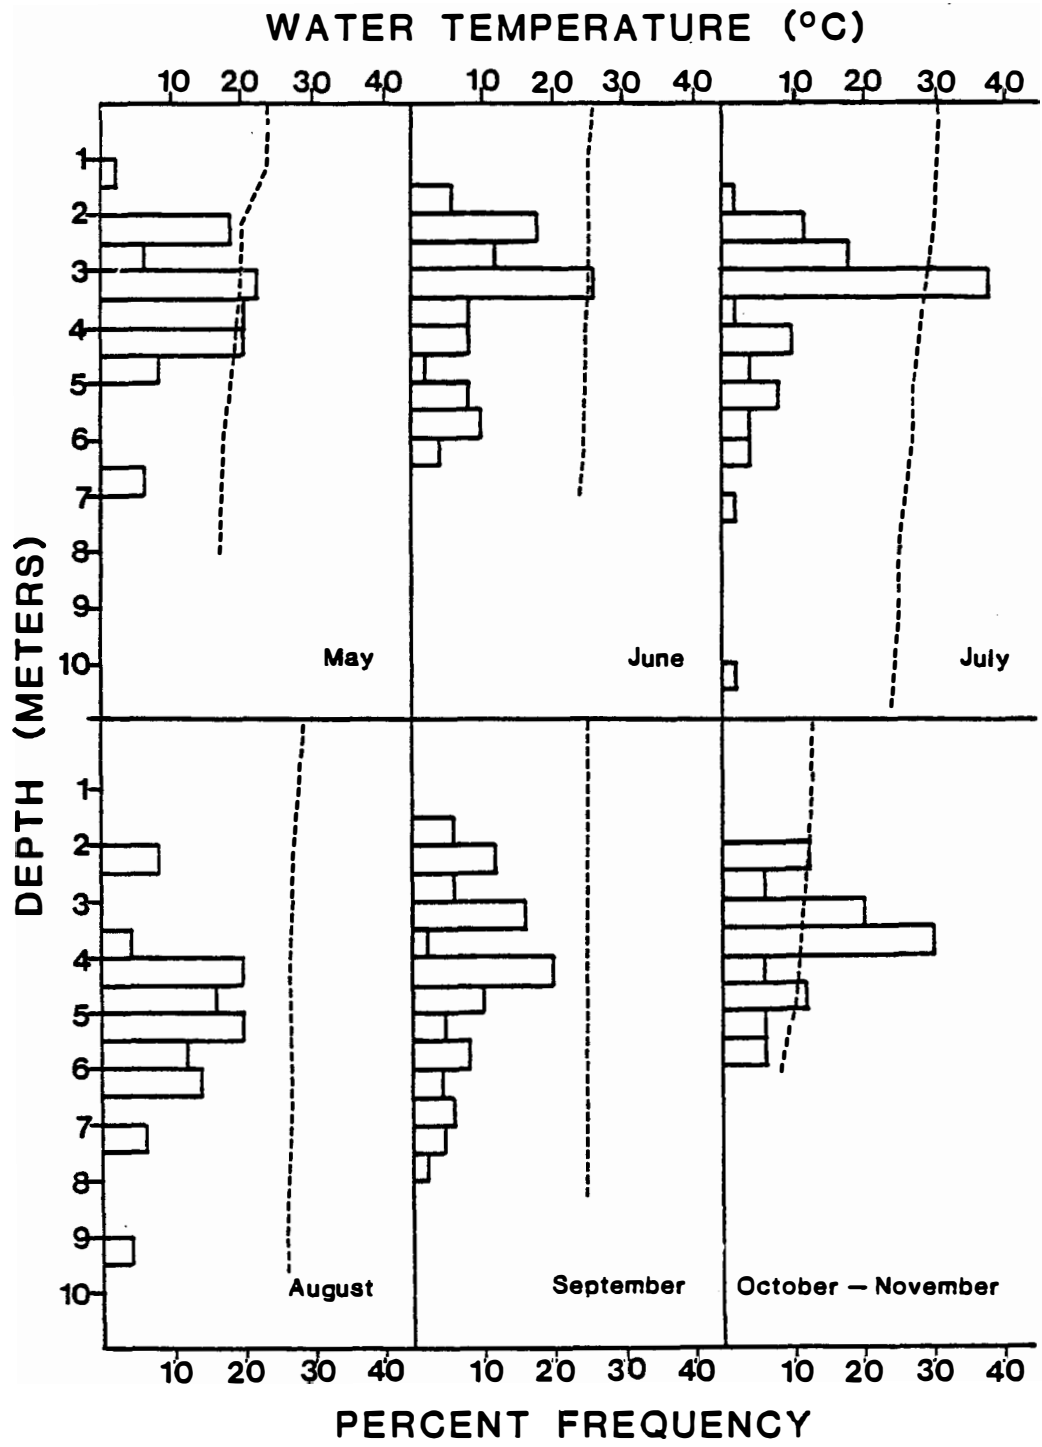 WATER TEMPERATURE (°C)
10 20 30 40 10 20 30 40 10 20 30 40
1
2
3
4
5
6
7
8
9
10
May June July
DEPTH (METERS)
1
2
3
4
5
6
7
8
9
10
August September October — November
10 20 30 40 10 20 30 40 10 20 30 40
PERCENT FREQUENCY